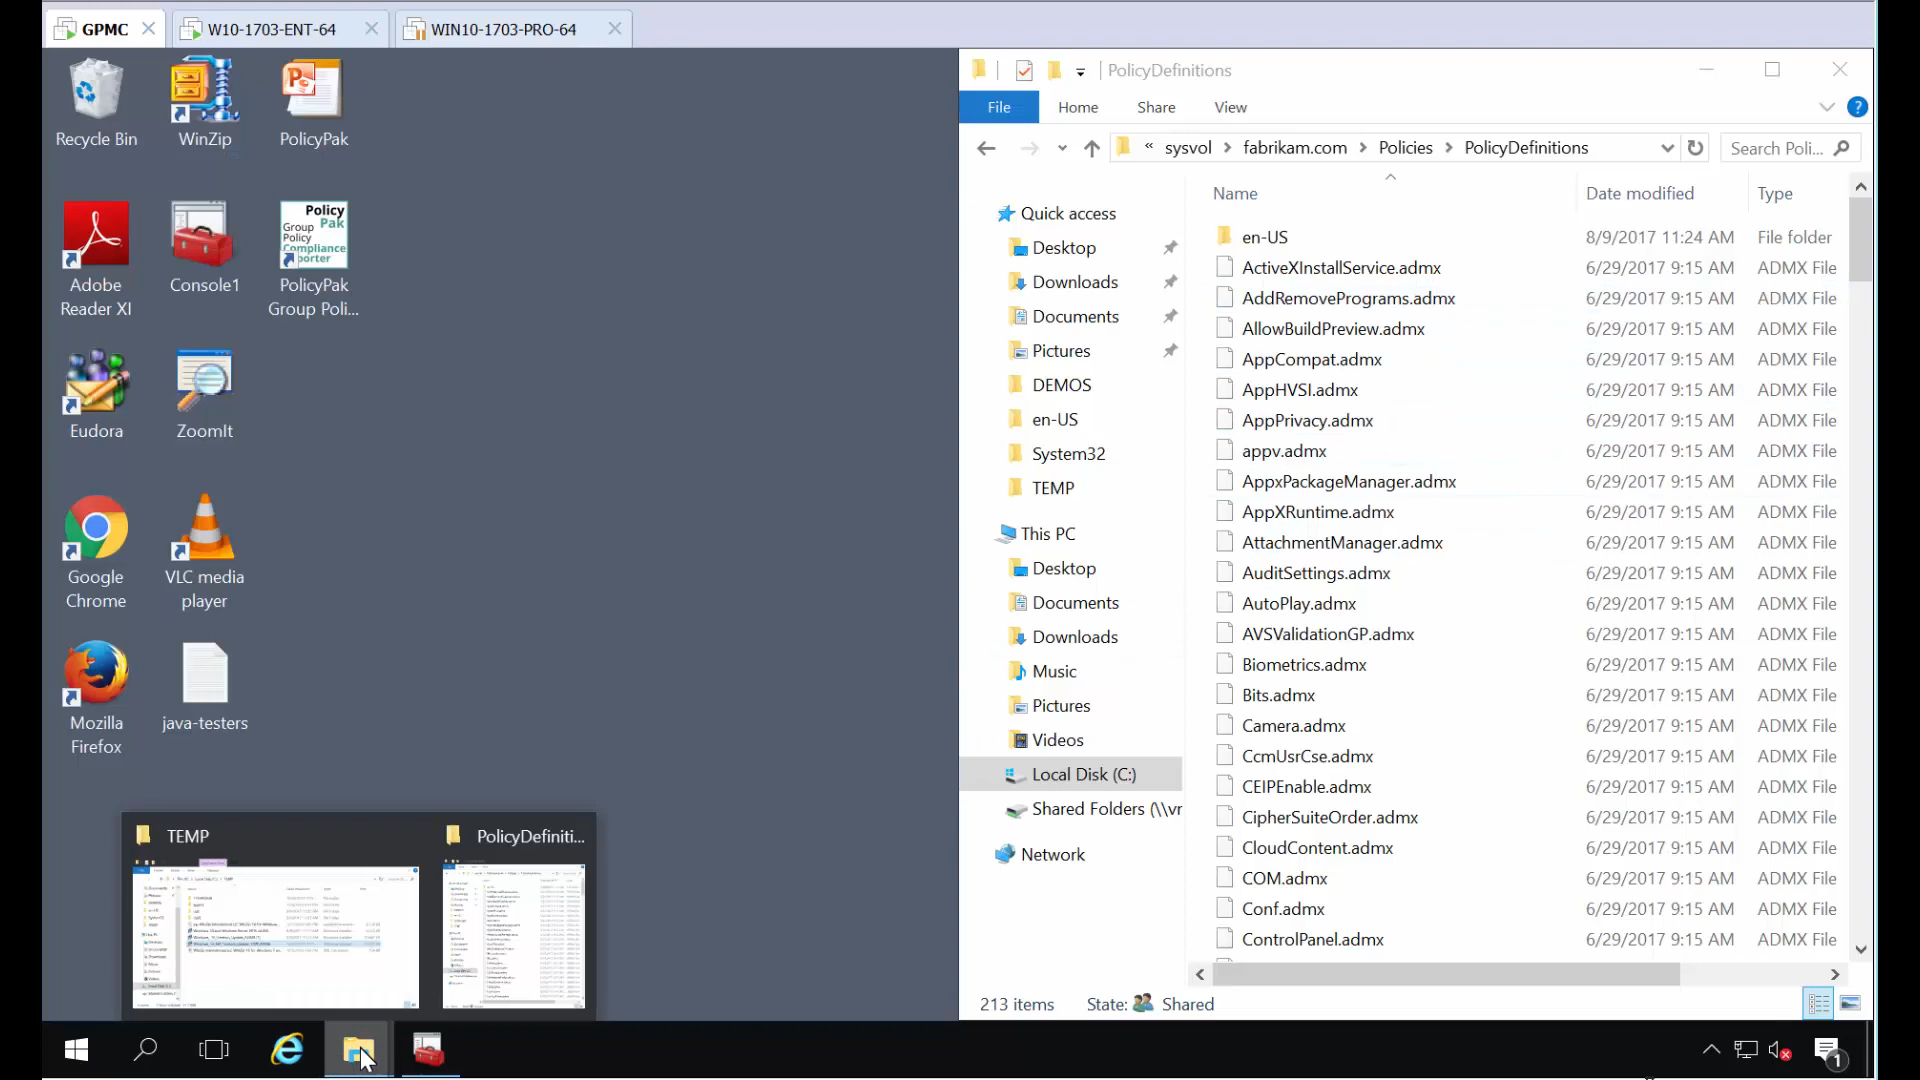 GPMC
W10-1703-ENT-64
WIN10-1703-PRO-64
Recycle Bin
WinZip
PolicyPak
Adobe
Reader XI
Console1
Policy
Pak
Group
Policy
Compliance
PolicyPak
Group Poli...
Eudora
ZoomIt
Google
Chrome
VLC media
player
Mozilla
Firefox
java-testers
TEMP
PolicyDefiniti...
PolicyDefinitions
File
Home
Share
View
« sysvol > fabrikam.com > Policies > PolicyDefinitions
Search Poli...
Quick access
Desktop
Downloads
Documents
Pictures
DEMOS
en-US
System32
TEMP
This PC
Desktop
Documents
Downloads
Music
Pictures
Videos
Local Disk (C:)
Shared Folders (\\vr
Network
Name Date modified Type
en-US 8/9/2017 11:24 AM File folder
ActiveXInstallService.admx 6/29/2017 9:15 AM ADMX File
AddRemovePrograms.admx 6/29/2017 9:15 AM ADMX File
AllowBuildPreview.admx 6/29/2017 9:15 AM ADMX File
AppCompat.admx 6/29/2017 9:15 AM ADMX File
AppHVSI.admx 6/29/2017 9:15 AM ADMX File
AppPrivacy.admx 6/29/2017 9:15 AM ADMX File
appv.admx 6/29/2017 9:15 AM ADMX File
AppxPackageManager.admx 6/29/2017 9:15 AM ADMX File
AppXRuntime.admx 6/29/2017 9:15 AM ADMX File
AttachmentManager.admx 6/29/2017 9:15 AM ADMX File
AuditSettings.admx 6/29/2017 9:15 AM ADMX File
AutoPlay.admx 6/29/2017 9:15 AM ADMX File
AVSValidationGP.admx 6/29/2017 9:15 AM ADMX File
Biometrics.admx 6/29/2017 9:15 AM ADMX File
Bits.admx 6/29/2017 9:15 AM ADMX File
Camera.admx 6/29/2017 9:15 AM ADMX File
CcmUsrCse.admx 6/29/2017 9:15 AM ADMX File
CEIPEnable.admx 6/29/2017 9:15 AM ADMX File
CipherSuiteOrder.admx 6/29/2017 9:15 AM ADMX File
CloudContent.admx 6/29/2017 9:15 AM ADMX File
COM.admx 6/29/2017 9:15 AM ADMX File
Conf.admx 6/29/2017 9:15 AM ADMX File
ControlPanel.admx 6/29/2017 9:15 AM ADMX File
213 items State: Shared
1